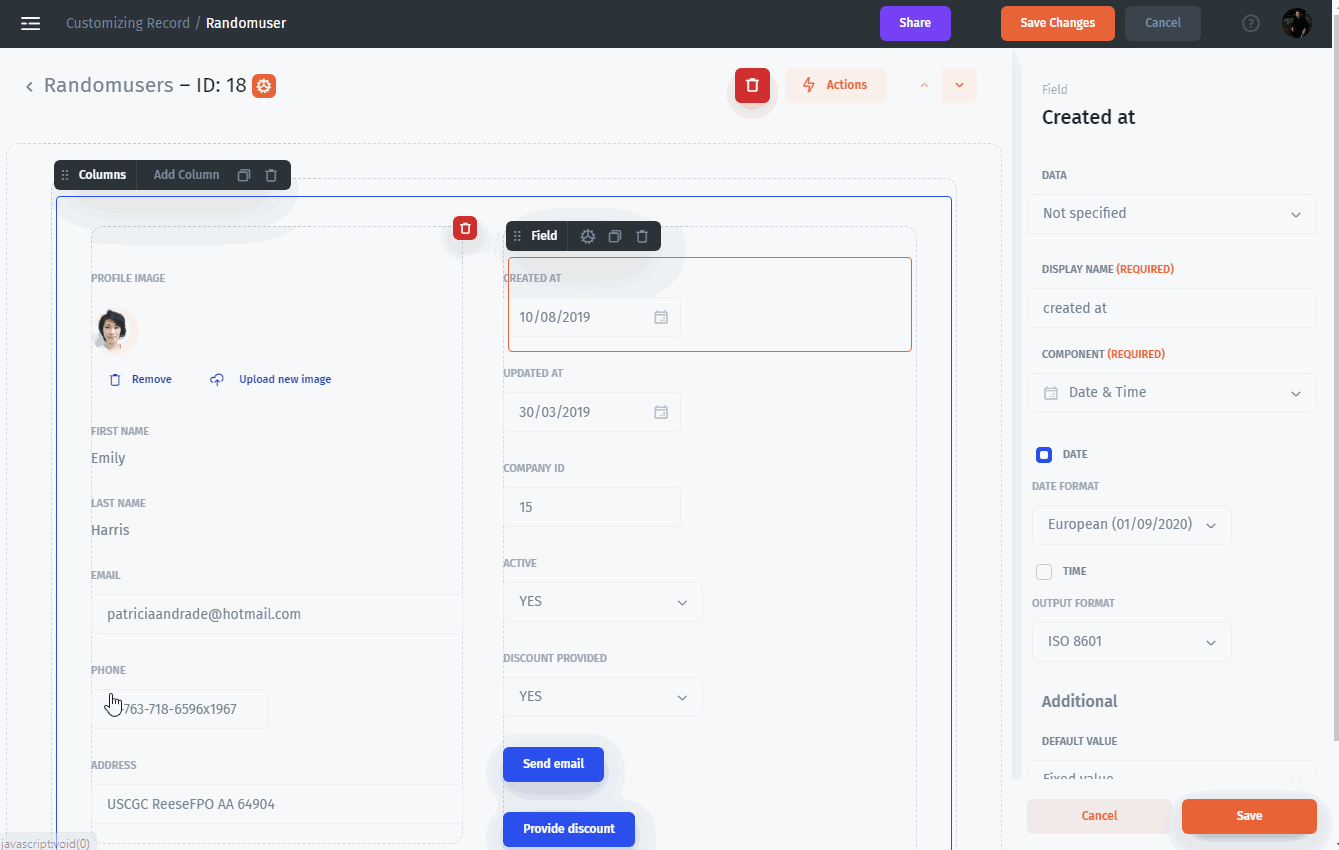 Customizing Record / Randomuser
Share
Save Changes
Cancel
?
Randomusers – ID: 18
Actions
Columns
Add Column
PROFILE IMAGE
Remove
Upload new image
FIRST NAME
Emily
LAST NAME
Harris
EMAIL
patriciaandrade@hotmail.com
PHONE
-763-718-6596x1967
ADDRESS
USCGC ReeseFPO AA 64904
Field
CREATED AT
10/08/2019
UPDATED AT
30/03/2019
COMPANY ID
15
ACTIVE
YES
DISCOUNT PROVIDED
YES
Send email
Provide discount
Field
Created at
DATA
Not specified
DISPLAY NAME (REQUIRED)
created at
COMPONENT (REQUIRED)
Date & Time
DATE
DATE FORMAT
European (01/09/2020)
TIME
OUTPUT FORMAT
ISO 8601
Additional
DEFAULT VALUE
Fixed value
Cancel
Save
javascript:void(0)